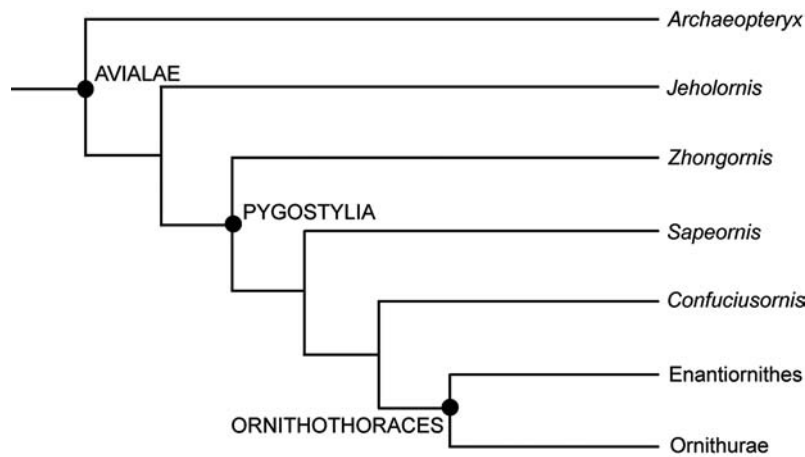 Archaeopteryx
AVIALAE
Jeholornis
Zhongornis
PYGOSTYLIA
Sapeornis
Confuciusornis
Enantiornithes
ORNITHOTHORACES
Ornithurae